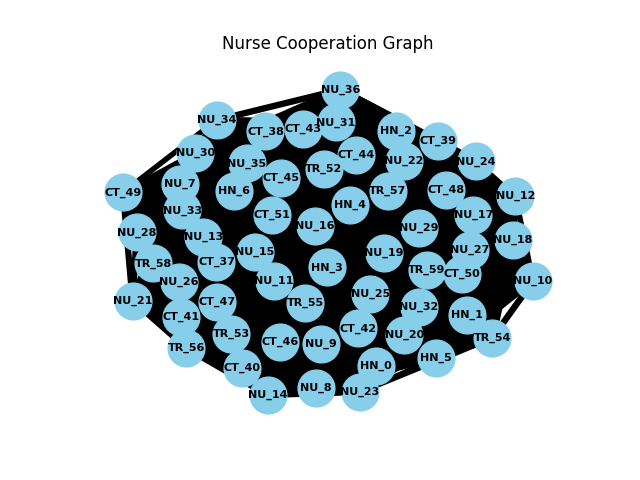 Nurse Cooperation Graph
NU_36
NU_34
NU_31
CT_43
CT_38
HN_2
CT_39
NU_30
NU_35
TR_52
CT_44
NU_22
NU_24
NU_7
HN_6
CT_45
TR_57
CT_48
NU_12
CT_49
NU_33
CT_51
HN_4
NU_17
NU_28
NU_13
NU_16
NU_29
NU_18
TR_58
CT_37
NU_15
NU_19
NU_27
NU_26
NU_11
HN_3
TR_59
CT_50
NU_10
NU_21
CT_47
TR_55
NU_25
NU_32
CT_41
HN_1
TR_53
CT_46
NU_9
CT_42
NU_20
TR_54
TR_56
CT_40
HN_0
HN_5
NU_14
NU_8
NU_23